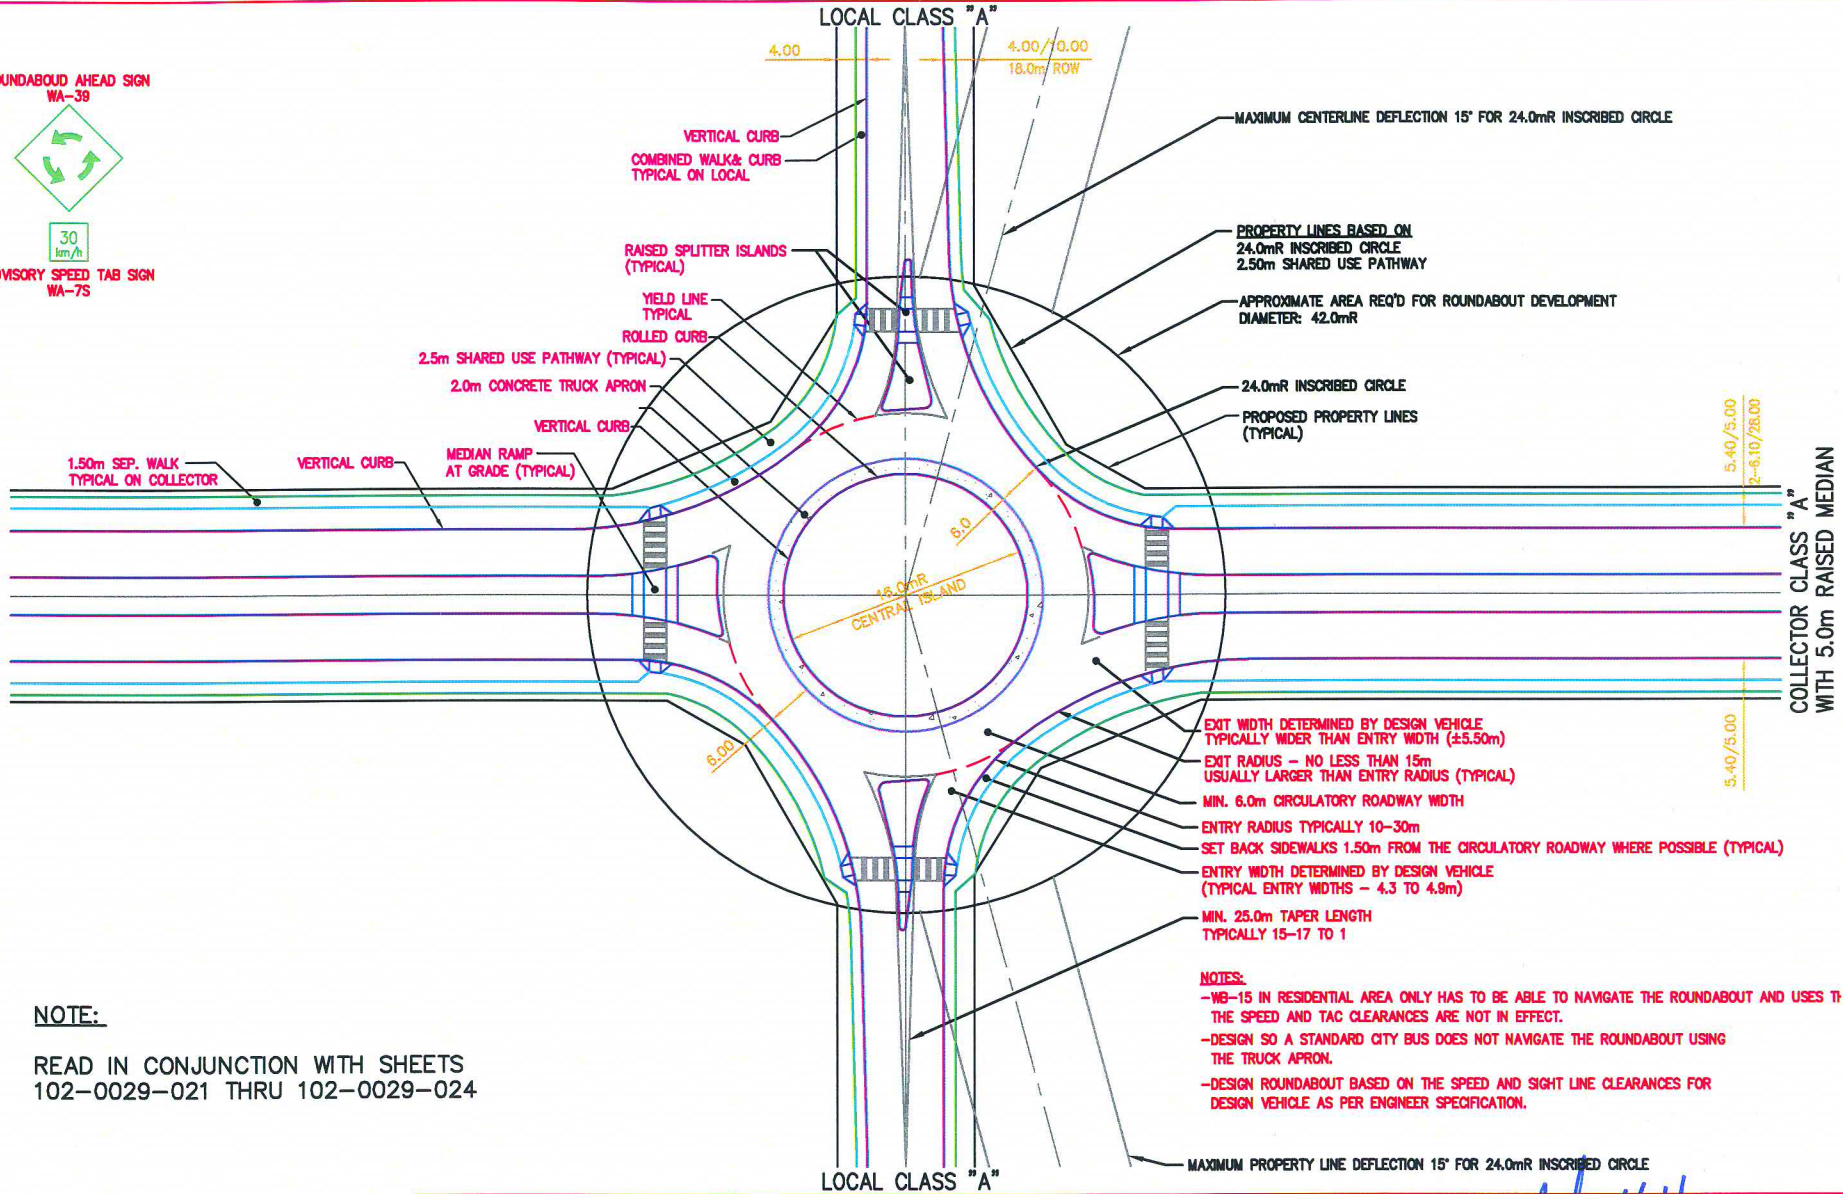 LOCAL CLASS "A"
4.00
4.00/10.00
18.0m ROW
OUNDABOUD AHEAD SIGN
WA-39
30
km/h
VISORY SPEED TAB SIGN
WA-7S
VERTICAL CURB
COMBINED WALK& CURB
TYPICAL ON LOCAL
RAISED SPLITTER ISLANDS
(TYPICAL)
YIELD LINE
TYPICAL
ROLLED CURB
2.5m SHARED USE PATHWAY (TYPICAL)
2.0m CONCRETE TRUCK APRON
VERTICAL CURB
MEDIAN RAMP
AT GRADE (TYPICAL)
VERTICAL CURB
1.50m SEP. WALK
TYPICAL ON COLLECTOR
MAXIMUM CENTERLINE DEFLECTION 15° FOR 24.0mR INSCRIBED CIRCLE
PROPERTY LINES BASED ON
24.0mR INSCRIBED CIRCLE
2.50m SHARED USE PATHWAY
APPROXIMATE AREA REQ'D FOR ROUNDABOUT DEVELOPMENT
DIAMETER: 42.0mR
24.0mR INSCRIBED CIRCLE
PROPOSED PROPERTY LINES
(TYPICAL)
5.40/5.00
2-6.10/28.00
COLLECTOR CLASS "A"
WITH 5.0m RAISED MEDIAN
5.40/5.00
6.0
16.0mR
CENTRAL ISLAND
6.00
EXIT WIDTH DETERMINED BY DESIGN VEHICLE
TYPICALLY WIDER THAN ENTRY WIDTH (±5.50m)
EXIT RADIUS - NO LESS THAN 15m
USUALLY LARGER THAN ENTRY RADIUS (TYPICAL)
MIN. 6.0m CIRCULATORY ROADWAY WIDTH
ENTRY RADIUS TYPICALLY 10-30m
SET BACK SIDEWALKS 1.50m FROM THE CIRCULATORY ROADWAY WHERE POSSIBLE (TYPICAL)
ENTRY WIDTH DETERMINED BY DESIGN VEHICLE
(TYPICAL ENTRY WIDTHS - 4.3 TO 4.9m)
MIN. 25.0m TAPER LENGTH
TYPICALLY 15-17 TO 1
NOTES:
-WB-15 IN RESIDENTIAL AREA ONLY HAS TO BE ABLE TO NAVIGATE THE ROUNDABOUT AND USES
THE SPEED AND TAC CLEARANCES ARE NOT IN EFFECT.
-DESIGN SO A STANDARD CITY BUS DOES NOT NAVIGATE THE ROUNDABOUT USING
THE TRUCK APRON.
-DESIGN ROUNDABOUT BASED ON THE SPEED AND SIGHT LINE CLEARANCES FOR
DESIGN VEHICLE AS PER ENGINEER SPECIFICATION.
NOTE:
READ IN CONJUNCTION WITH SHEETS
102-0029-021 THRU 102-0029-024
MAXIMUM PROPERTY LINE DEFLECTION 15° FOR 24.0mR INSCRIBED CIRCLE
LOCAL CLASS "A"